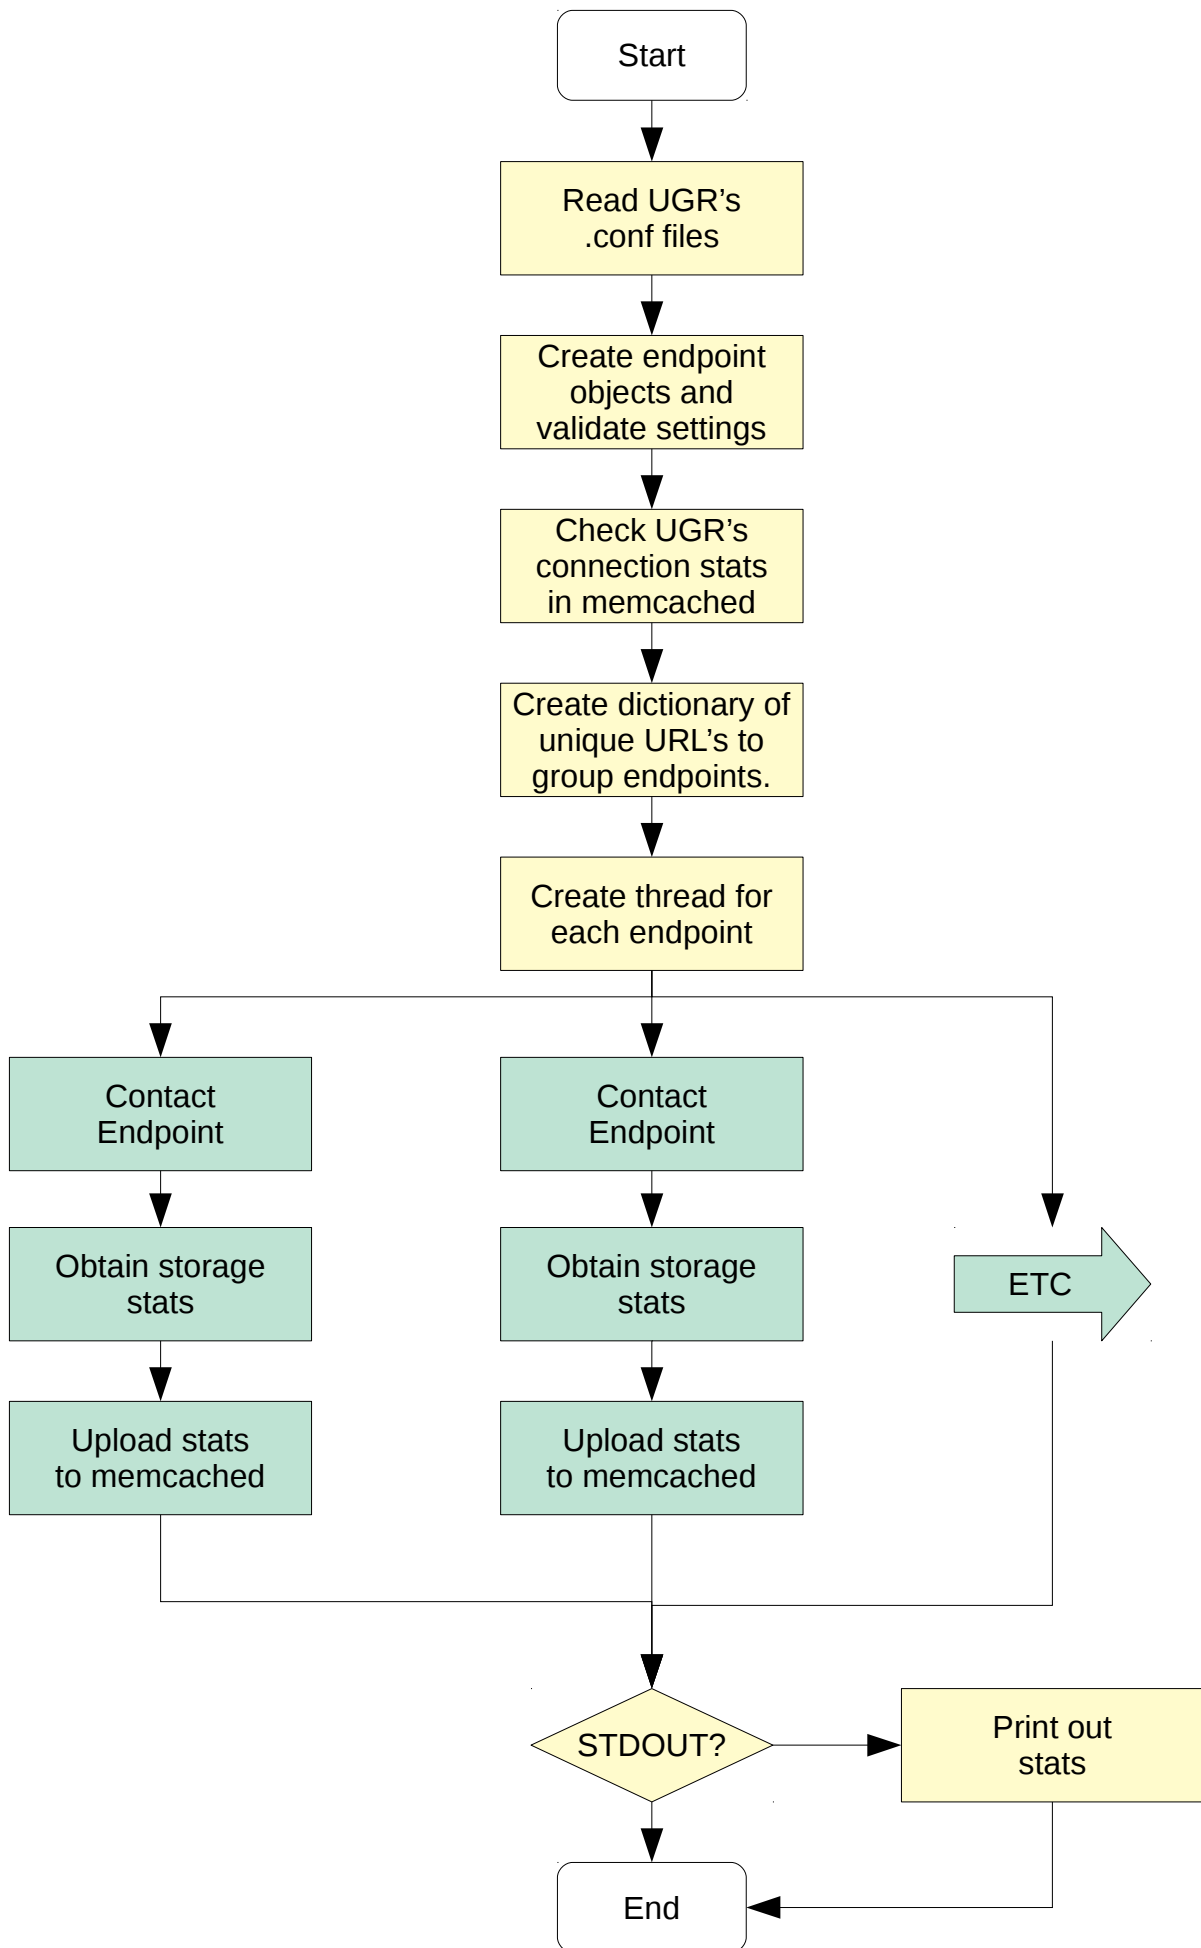 Start
Read UGR’s
.conf files
Create endpoint
objects and
validate settings
Check UGR’s
connection stats
in memcached
Create dictionary of
unique URL’s to
group endpoints.
Create thread for
each endpoint
Contact
Endpoint
Contact
Endpoint
Obtain storage
stats
Obtain storage
stats
ETC
Upload stats
to memcached
Upload stats
to memcached
STDOUT?
Print out
stats
End